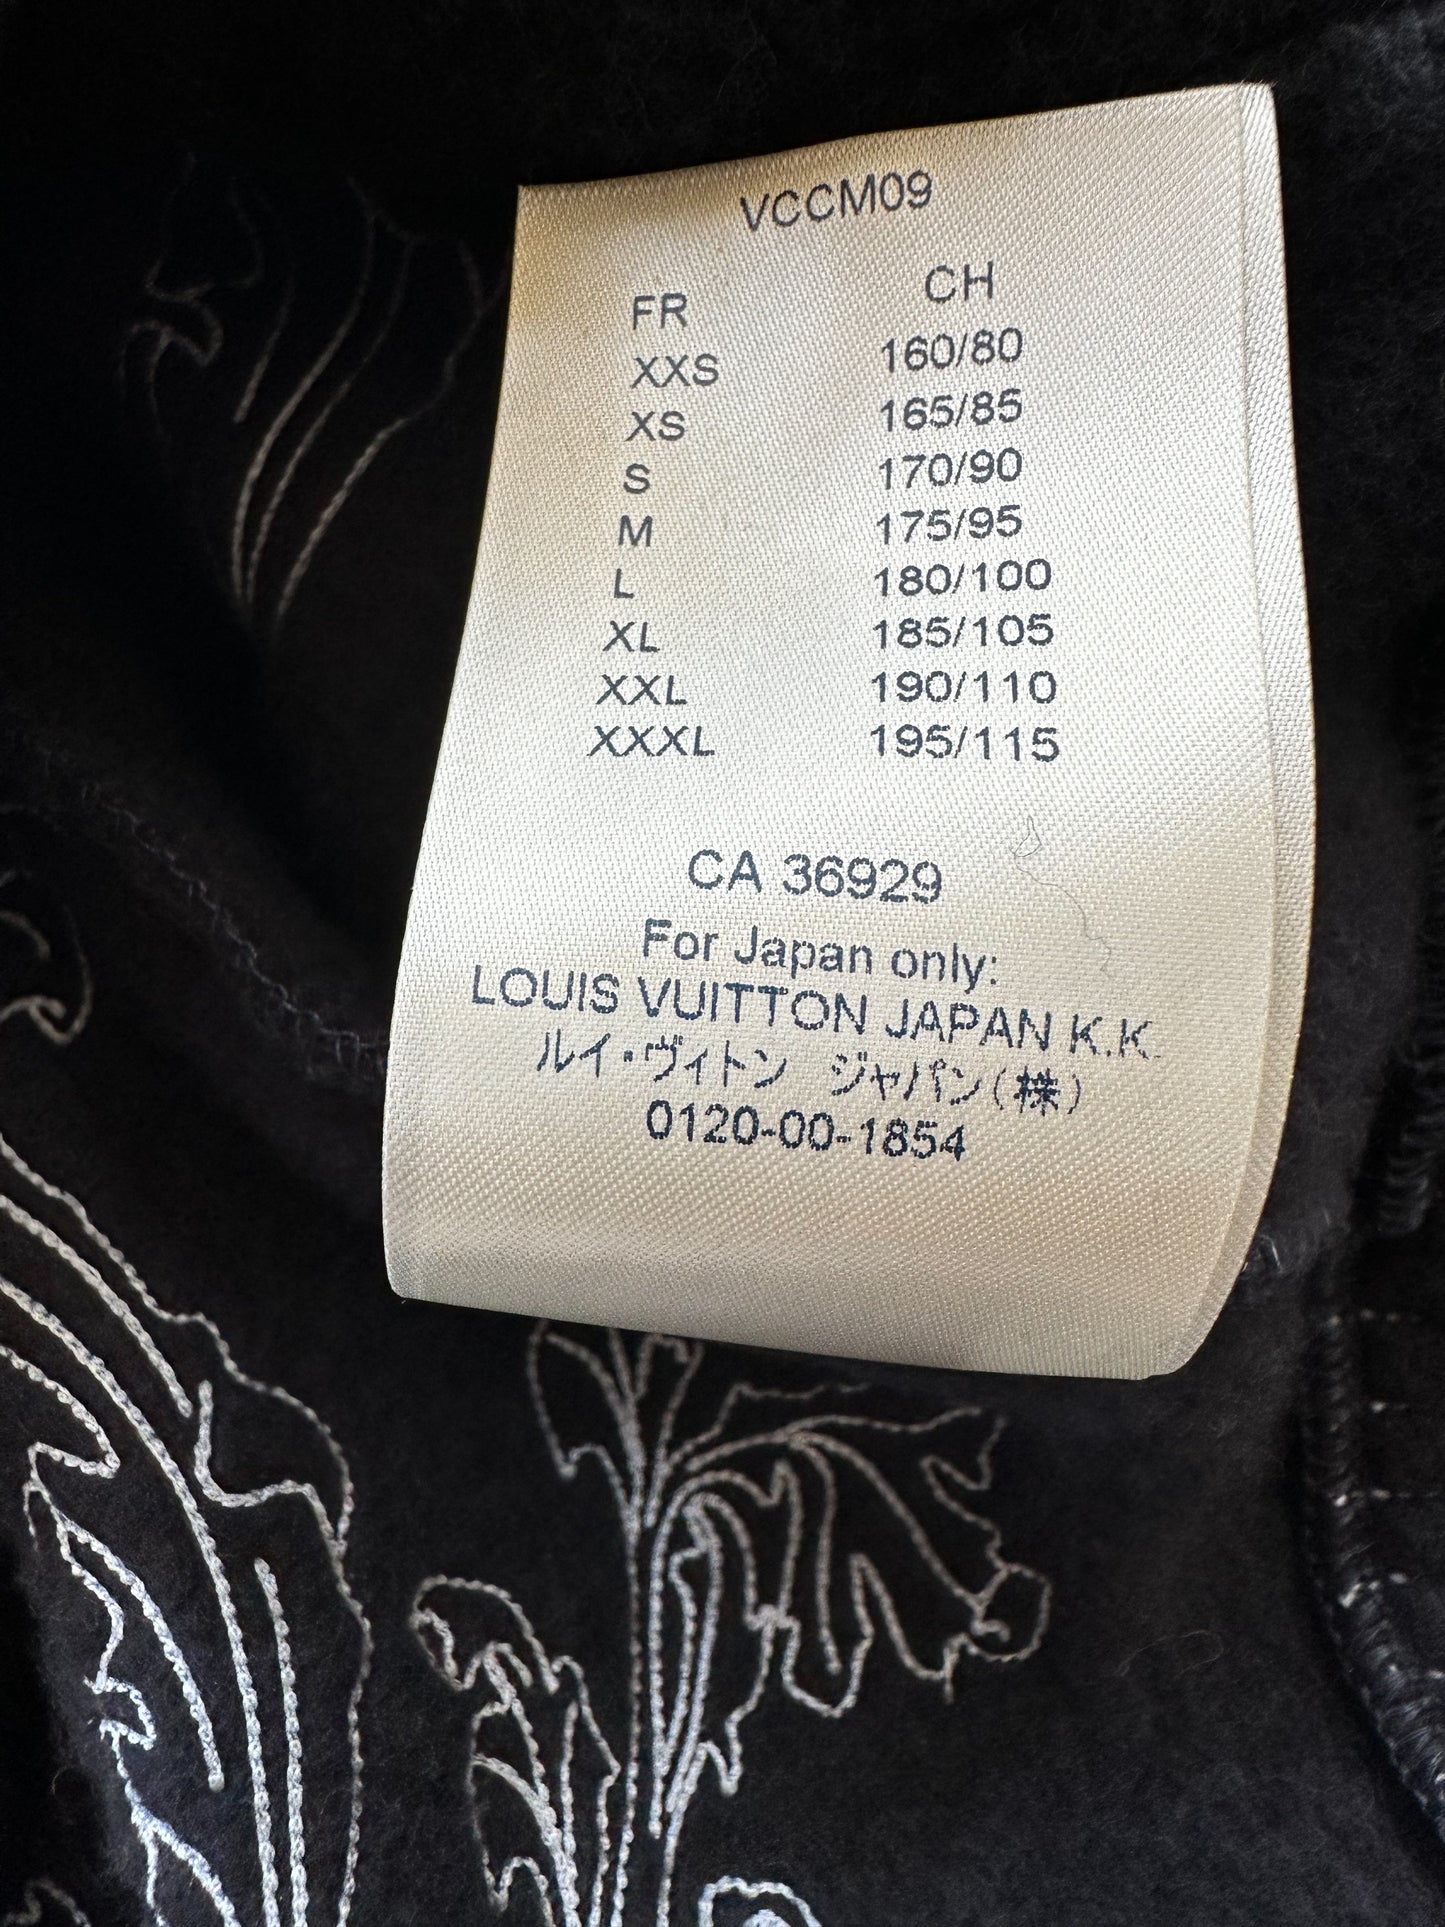 VCCM09
FR CH
XXS 160/80
XS 165/85
S 170/90
M 175/95
L 180/100
XL 185/105
XXL 190/110
XXXL 195/115
CA 36929
For Japan only:
LOUIS VUITTON JAPAN K.K.
ルイ・ヴィトン ジャパン(株)
0120-00-1854